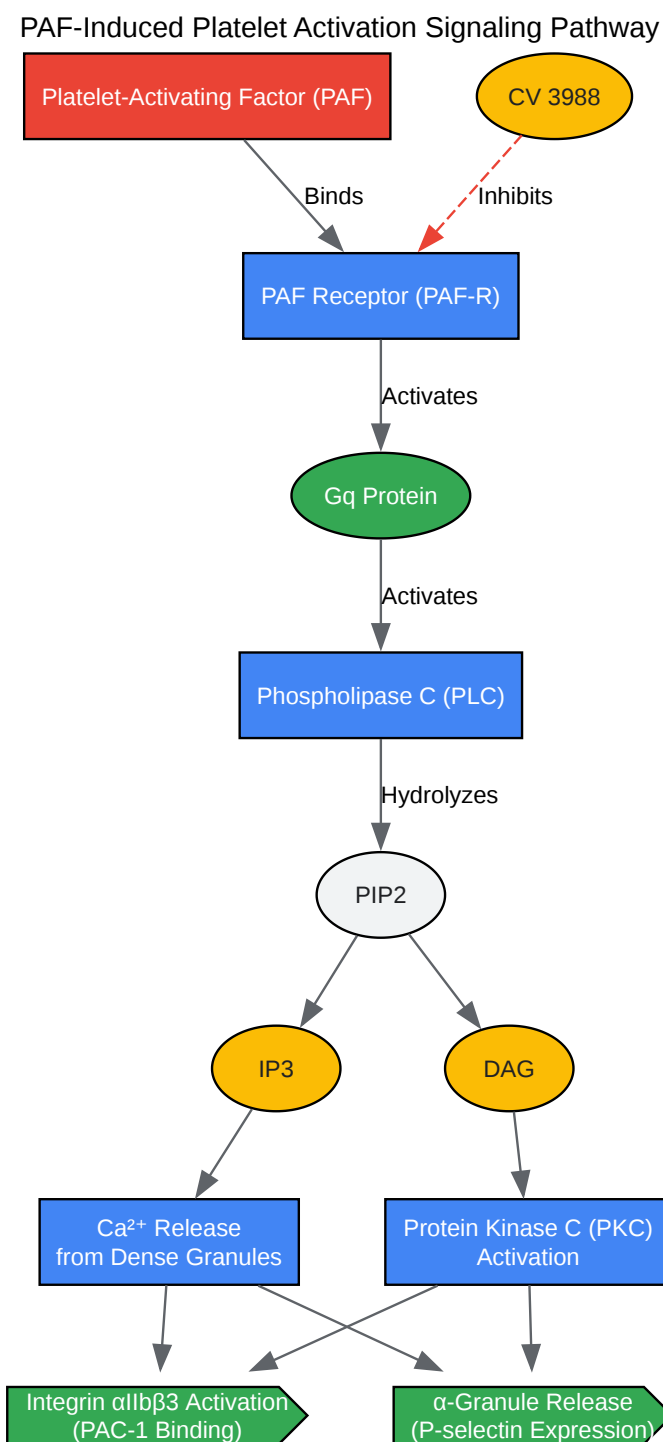 PAF-Induced Platelet Activation Signaling Pathway
Platelet-Activating Factor (PAF)
CV 3988
Binds
Inhibits
PAF Receptor (PAF-R)
Activates
Gq Protein
Activates
Phospholipase C (PLC)
Hydrolyzes
PIP2
IP3
DAG
Ca²⁺ Release
from Dense Granules
Protein Kinase C (PKC)
Activation
Integrin αIIbβ3 Activation
(PAC-1 Binding)
α-Granule Release
(P-selectin Expression)